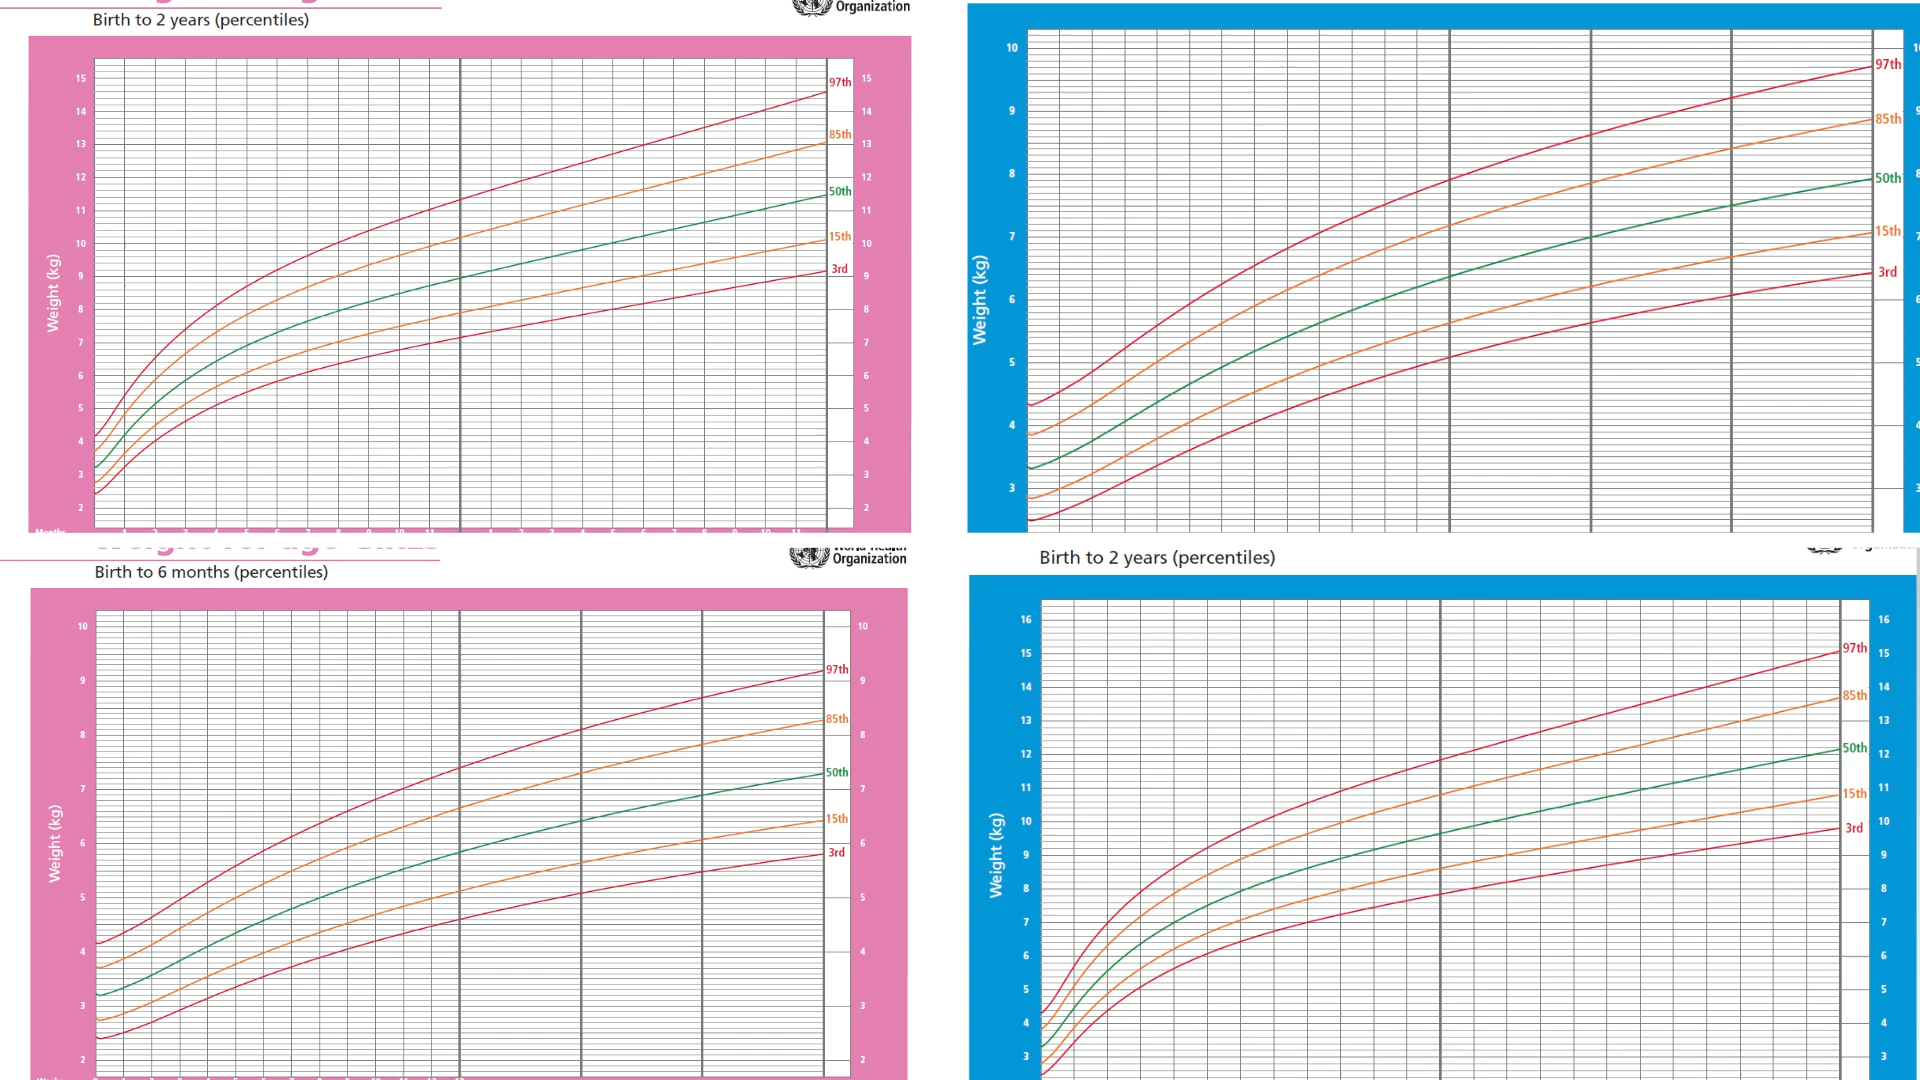 Birth to 2 years (percentiles)
Organization
Weight (kg)
15
14
13
12
11
10
9
8
7
6
5
4
3
2
97th
85th
50th
15th
3rd
15
14
13
12
11
10
9
8
7
6
5
4
3
2
Weight (kg)
10
9
8
7
6
5
4
3
97th
85th
50th
15th
3rd
Organization
Birth to 6 months (percentiles)
Weight (kg)
10
9
8
7
6
5
4
3
2
97th
85th
50th
15th
3rd
10
9
8
7
6
5
4
3
2
Birth to 2 years (percentiles)
Weight (kg)
16
15
14
13
12
11
10
9
8
7
6
5
4
3
97th
85th
50th
15th
3rd
16
15
14
13
12
11
10
9
8
7
6
5
4
3